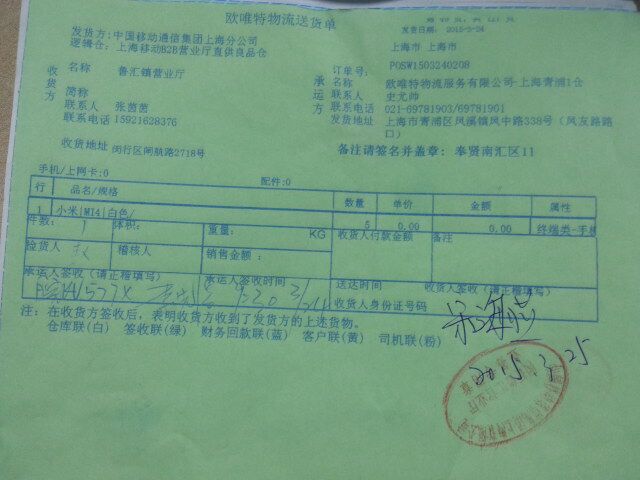 欧唯特物流送货单
发货方:中国移动通信集团上海分公司
发货日期:2015-3-24
逻辑仓:上海移动B2B营业厅直供良品仓
上海市 上海市
订单号: POSW1503240208
收货方
名称 鲁汇镇营业厅
简称
联系人 张茵茵
联系电话 15921628376
收货地址 闵行区闸航路2718号
承运方
名称 欧唯特物流服务有限公司-上海青浦1仓
联系人 史尤帅
联系电话 021-69781903/69781901
发货地址 上海市青浦区凤溪镇凤中路338号(凤友路路口)
备注请签名并盖章: 奉贤南汇区11
手机/上网卡:0 配件:0
行 品名/规格 数量 单价 金额 属性
1 小米|MI4|白色/ 5 0.00 0.00 终端类-手机
件数: 1 体积: 重量: KG 收货人付款金额 备注
检货人 稽核人 销售金额:
承运人签收(请正楷填写) 承运人签收时间 送达时间 收货人签收(请正楷填写)
收货人身份证号码
注:在收货方签收后,表明收货方收到了发货方的上述货物。
仓库联(白) 签收联(绿) 财务回款联(蓝) 客户联(黄) 司机联(粉)
2015 3 25